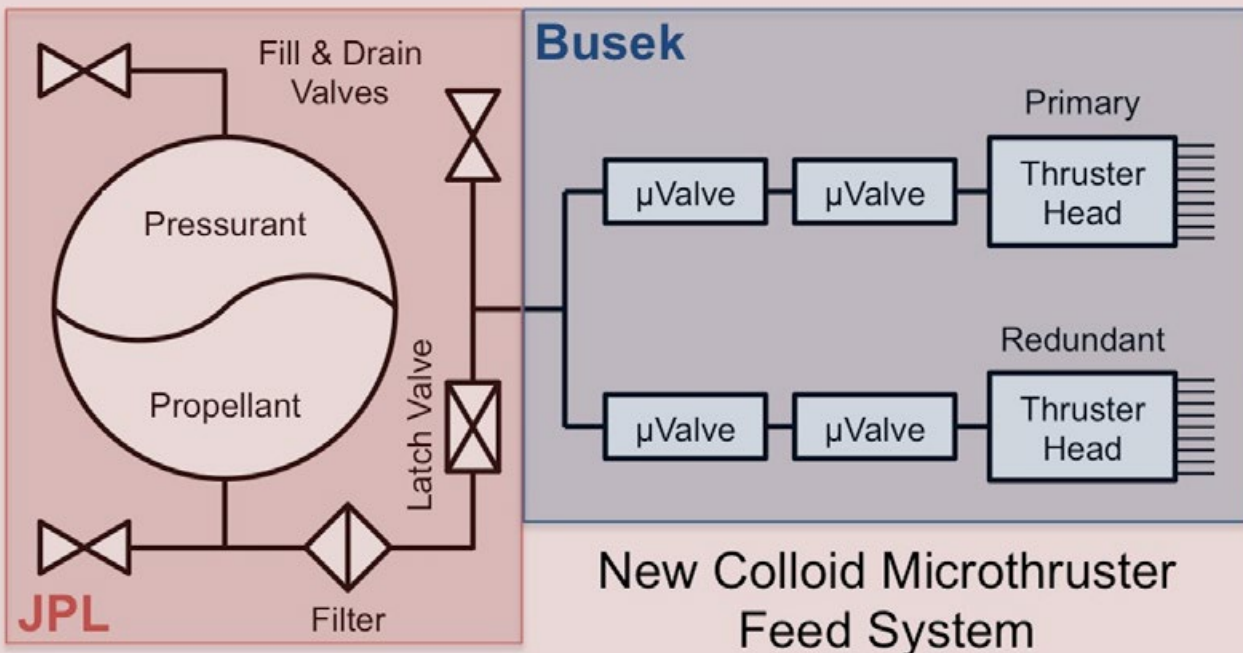 Fill & Drain
Valves
Pressurant
Propellant
Latch Valve
Filter
JPL
Busek
Primary
µValve
µValve
Thruster
Head
Redundant
µValve
µValve
Thruster
Head
New Colloid Microthruster
Feed System